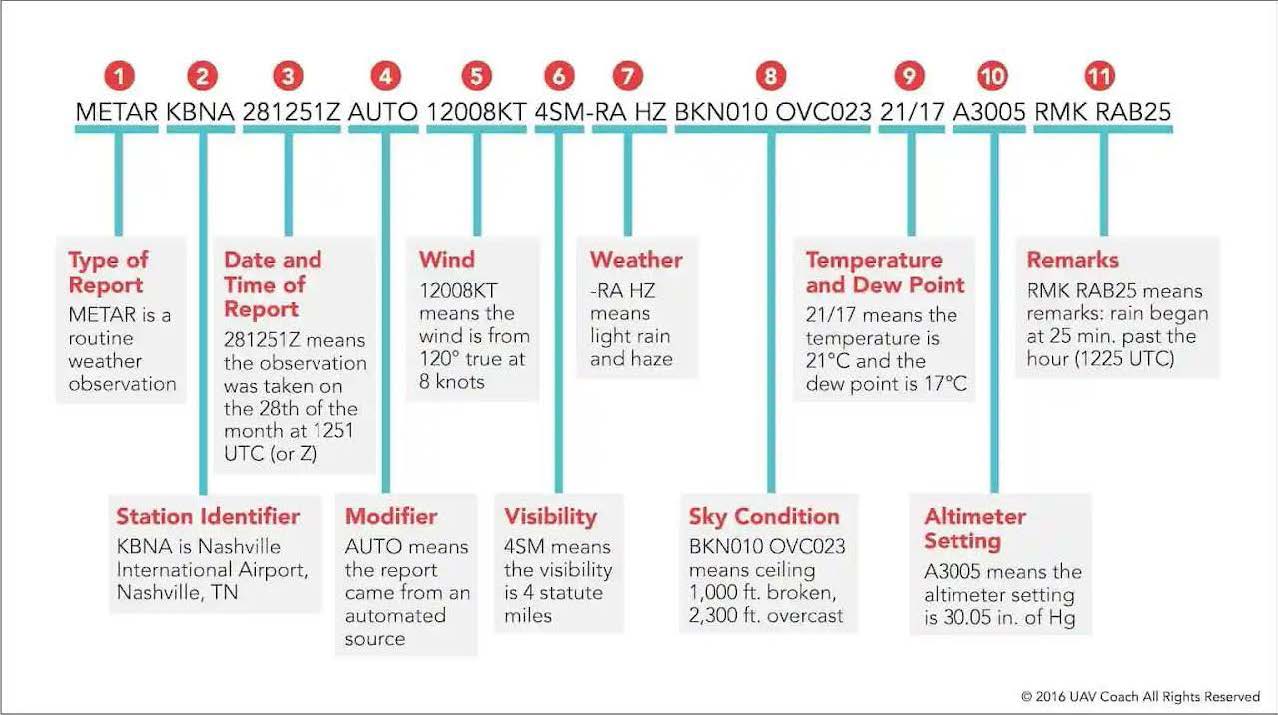 1 2 3 4 5 6 7 8 9 10 11
METAR KBNA 281251Z AUTO 12008KT 4SM-RA HZ BKN010 OVC023 21/17 A3005 RMK RAB25
Type of
Report
METAR is a
routine
weather
observation
Date and
Time of
Report
281251Z means
the observation
was taken on
the 28th of the
month at 1251
UTC (or Z)
Wind
12008KT
means the
wind is from
120° true at
8 knots
Weather
-RA HZ
means
light rain
and haze
Temperature
and Dew Point
21/17 means the
temperature is
21°C and the
dew point is 17°C
Remarks
RMK RAB25 means
remarks: rain began
at 25 min. past the
hour (1225 UTC)
Station Identifier
KBNA is Nashville
International Airport,
Nashville, TN
Modifier
AUTO means
the report
came from an
automated
source
Visibility
4SM means
the visibility
is 4 statute
miles
Sky Condition
BKN010 OVC023
means ceiling
1,000 ft. broken,
2,300 ft. overcast
Altimeter
Setting
A3005 means the
altimeter setting
is 30.05 in. of Hg
© 2016 UAV Coach All Rights Reserved